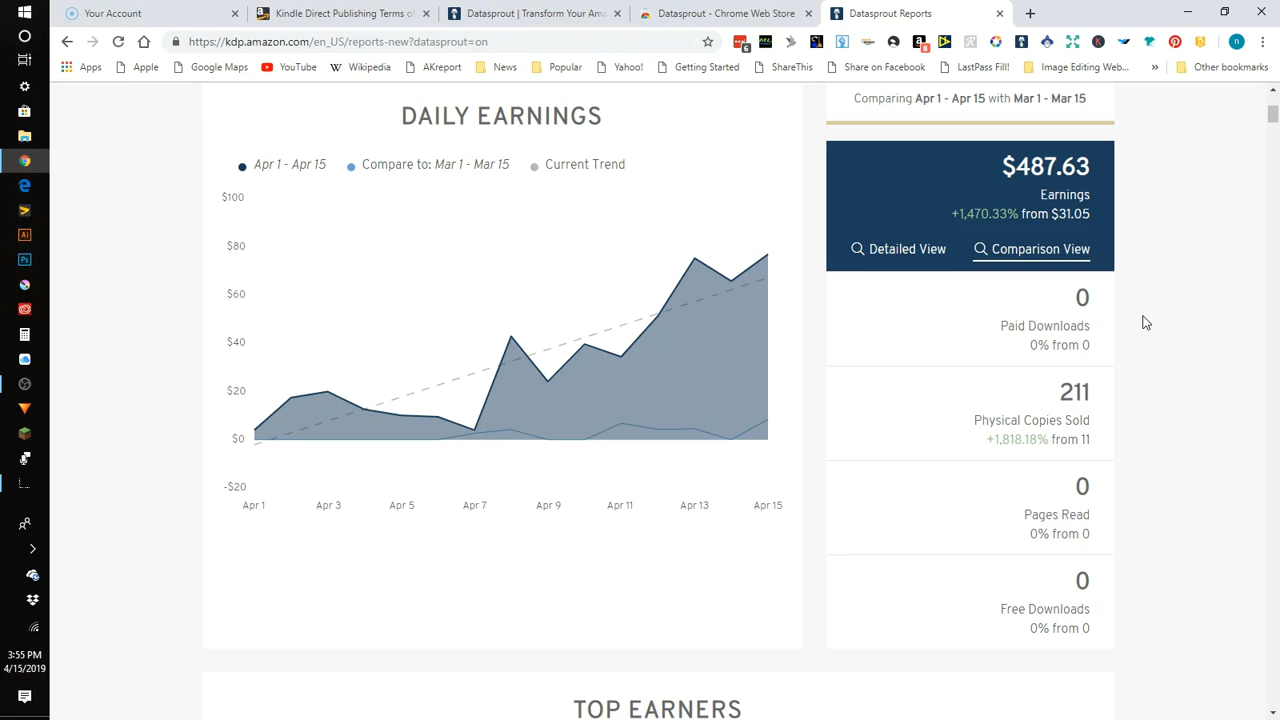 Your Account
Kindle Direct Publishing Terms of
Datasprout | Transform Your Ama
Datasprout - Chrome Web Store
Datasprout Reports
https://kdp.amazon.com/en_US/reports-new?datasprout=on
6
8
n
Apps
Apple
Google Maps
YouTube
Wikipedia
AKreport
News
Popular
Yahoo!
Getting Started
ShareThis
Share on Facebook
LastPass Fill!
Image Editing Web...
»
Other bookmarks
DAILY EARNINGS
Apr 1 - Apr 15
Compare to: Mar 1 - Mar 15
Current Trend
$100
$80
$60
$40
$20
$0
-$20
Apr 1
Apr 3
Apr 5
Apr 7
Apr 9
Apr 11
Apr 13
Apr 15
Comparing Apr 1 - Apr 15 with Mar 1 - Mar 15
$487.63
Earnings
+1,470.33% from $31.05
Detailed View
Comparison View
0
Paid Downloads
0% from 0
211
Physical Copies Sold
+1,818.18% from 11
0
Pages Read
0% from 0
0
Free Downloads
0% from 0
TOP EARNERS
Ai
Ps
3:55 PM
4/15/2019